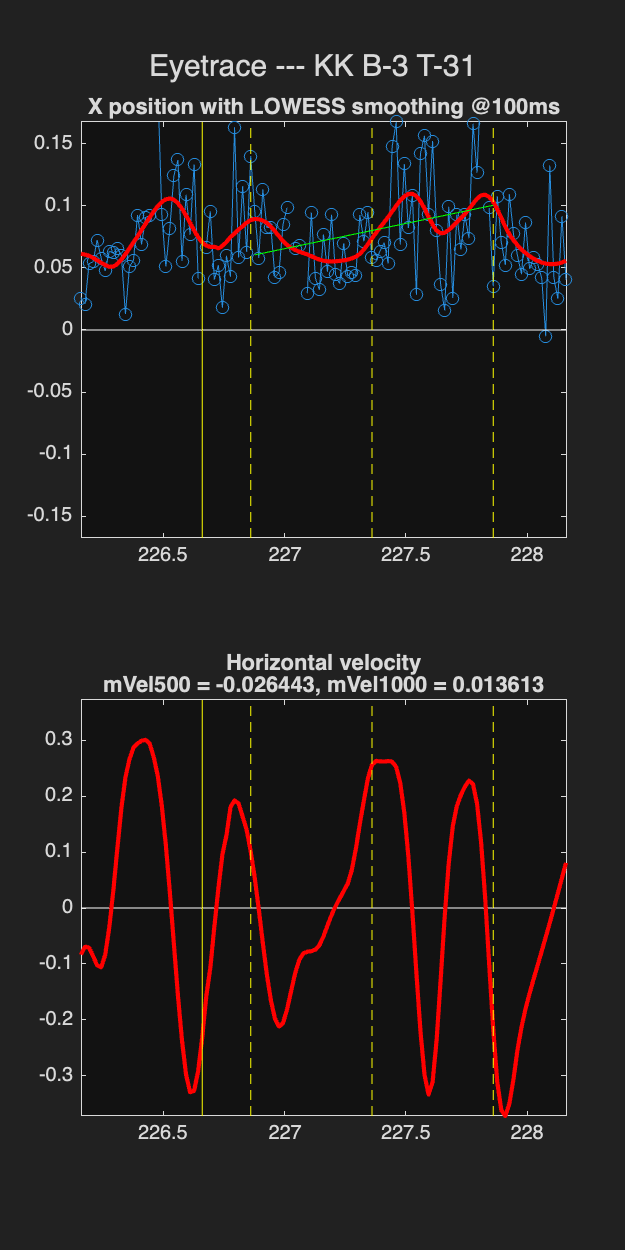 Eyetrace --- KK B-3 T-31
X position with LOWESS smoothing @100ms
0.15
0.1
0.05
0
-0.05
-0.1
-0.15
226.5 227 227.5 228
Horizontal velocity
mVel500 = -0.026443, mVel1000 = 0.013613
0.3
0.2
0.1
0
-0.1
-0.2
-0.3
226.5 227 227.5 228